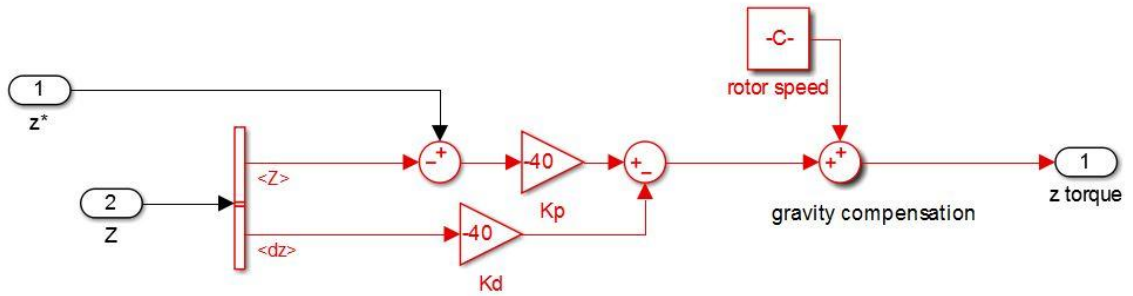 -C-
rotor speed
1
z*
<Z>
-40
Kp
2
Z
<dz>
-40
Kd
gravity compensation
1
z torque